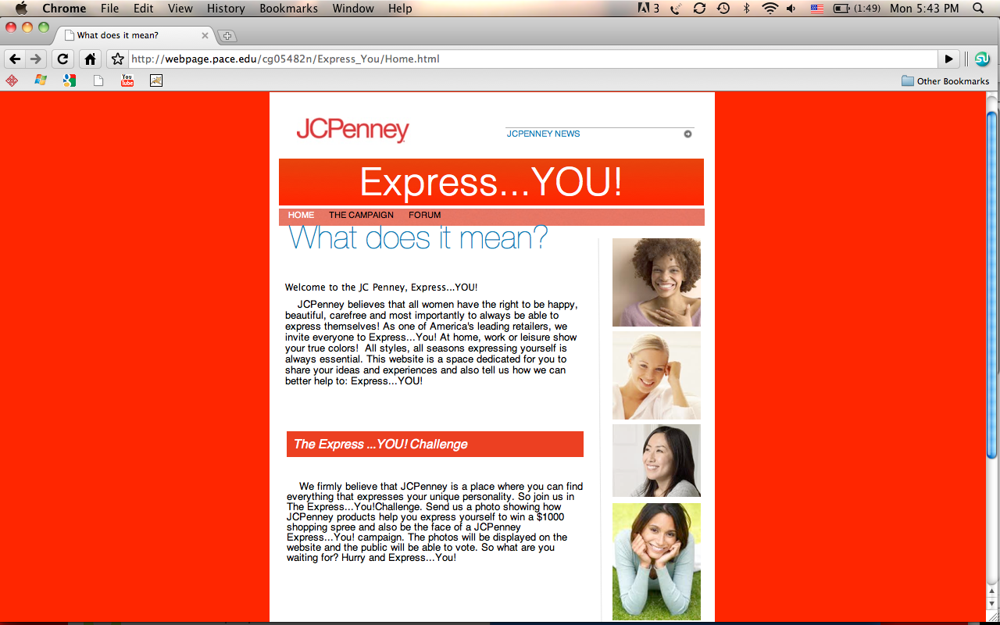 Chrome File Edit View History Bookmarks Window Help 3 (1:49) Mon 5:43 PM
What does it mean?
http://webpage.pace.edu/cg05482n/Express_You/Home.html
You Tube Other Bookmarks
JCPenney
JCPENNEY NEWS
Express...YOU!
HOME THE CAMPAIGN FORUM
What does it mean?
Welcome to the JC Penney, Express...YOU!
JCPenney believes that all women have the right to be happy,
beautiful, carefree and most importantly to always be able to
express themselves! As one of America's leading retailers, we
invite everyone to Express...You! At home, work or leisure show
your true colors!  All styles, all seasons expressing yourself is
always essential. This website is a space dedicated for you to
share your ideas and experiences and also tell us how we can
better help to: Express...YOU!
The Express ...YOU! Challenge
We firmly believe that JCPenney is a place where you can find
everything that expresses your unique personality. So join us in
The Express...You!Challenge. Send us a photo showing how
JCPenney products help you express yourself to win a $1000
shopping spree and also be the face of a JCPenney
Express...You! campaign. The photos will be displayed on the
website and the public will be able to vote. So what are you
waiting for? Hurry and Express...You!